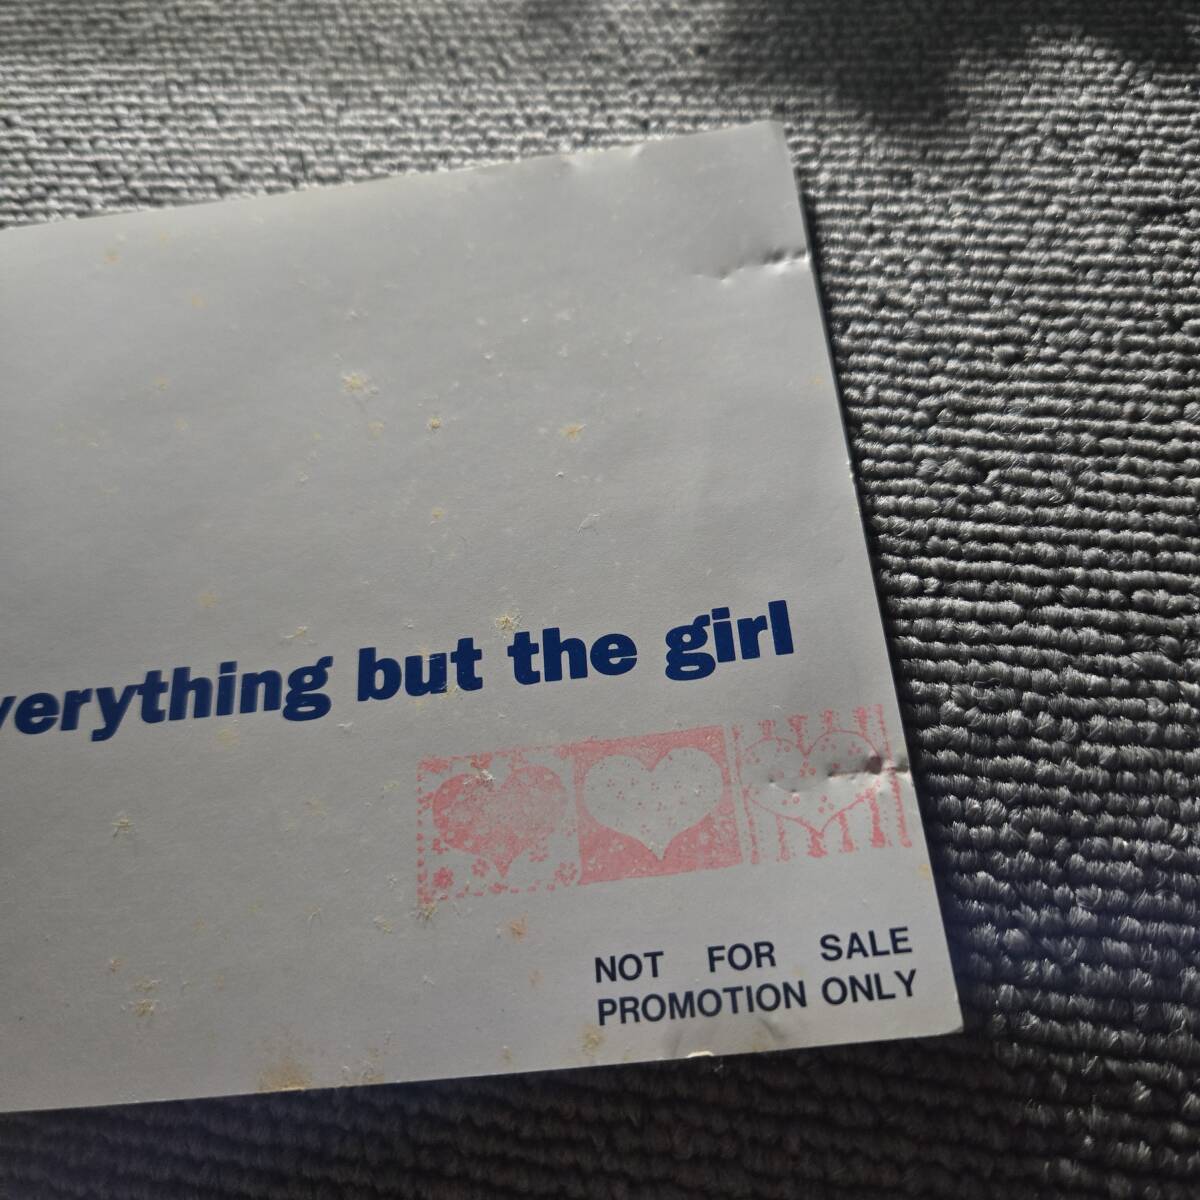 verything but the girl
NOT FOR SALE
PROMOTION ONLY